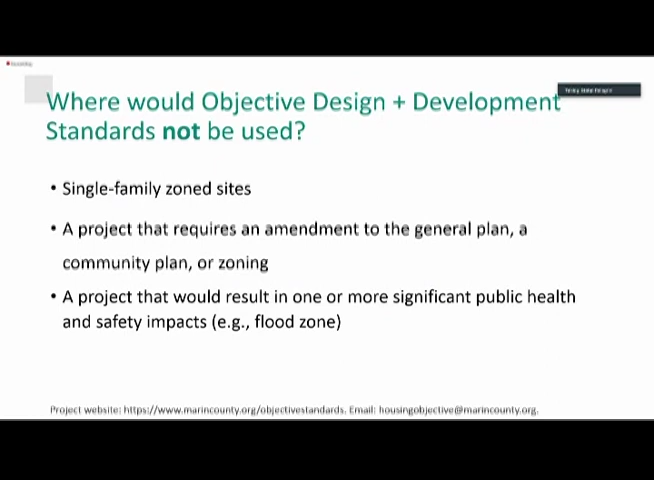 Where would Objective Design + Development
Standards not be used?
• Single-family zoned sites
• A project that requires an amendment to the general plan, a
community plan, or zoning
• A project that would result in one or more significant public health
and safety impacts (e.g., flood zone)
Project website: https://www.marincounty.org/objectivestandards. Email: housingobjective@marincounty.org.